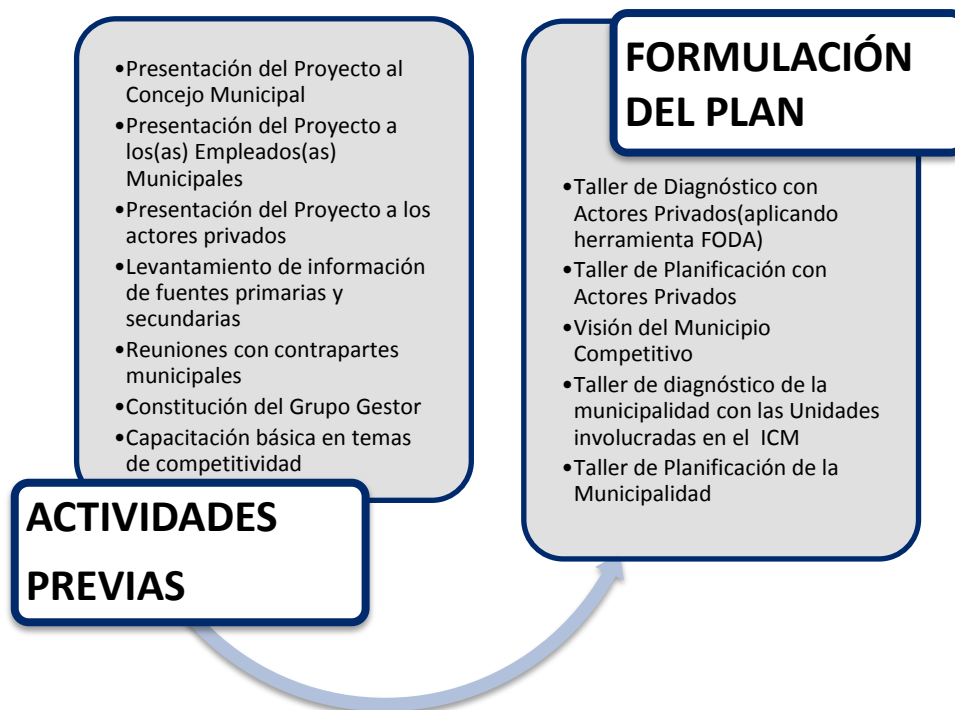 •Presentación del Proyecto al
Concejo Municipal
•Presentación del Proyecto a
los(as) Empleados(as)
Municipales
•Presentación del Proyecto a los
actores privados
•Levantamiento de información
de fuentes primarias y
secundarias
•Reuniones con contrapartes
municipales
•Constitución del Grupo Gestor
•Capacitación básica en temas
de competitividad
ACTIVIDADES
PREVIAS
FORMULACIÓN
DEL PLAN
•Taller de Diagnóstico con
Actores Privados(aplicando
herramienta FODA)
•Taller de Planificación con
Actores Privados
•Visión del Municipio
Competitivo
•Taller de diagnóstico de la
municipalidad con las Unidades
involucradas en el ICM
•Taller de Planificación de la
Municipalidad